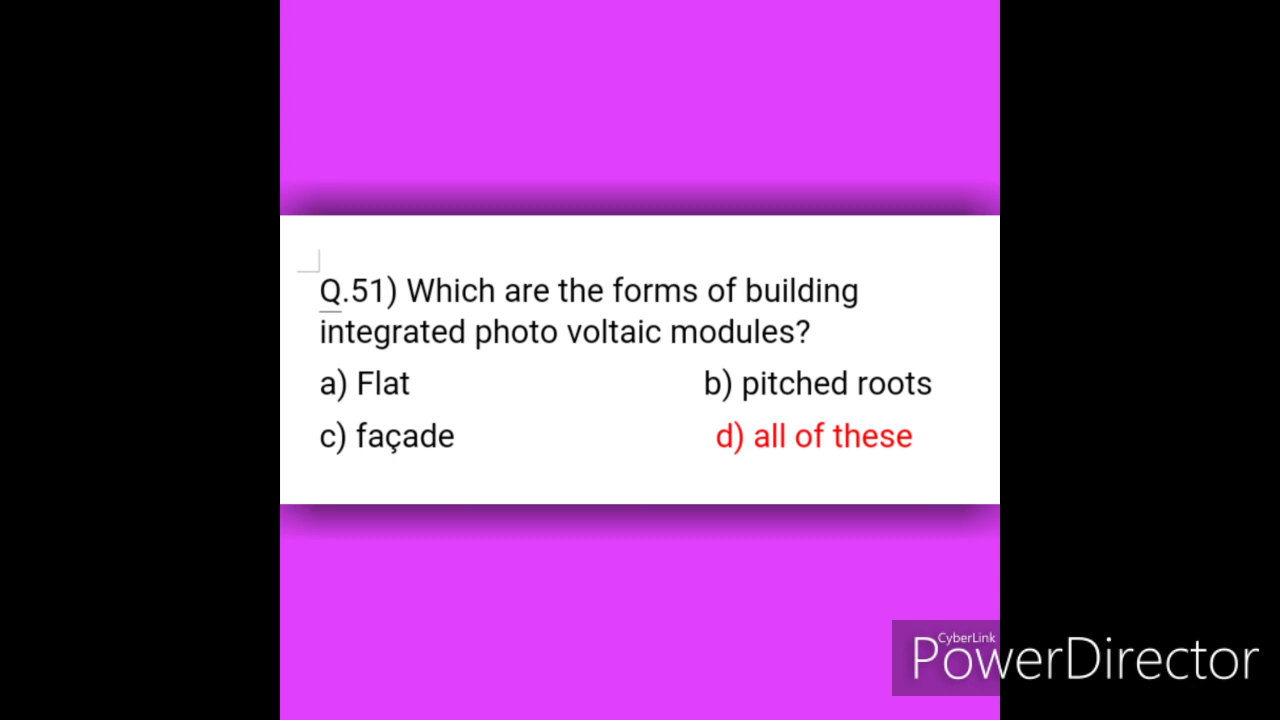 Q.51) Which are the forms of building
integrated photo voltaic modules?
a) Flat b) pitched roots
c) façade d) all of these
CyberLink
PowerDirector